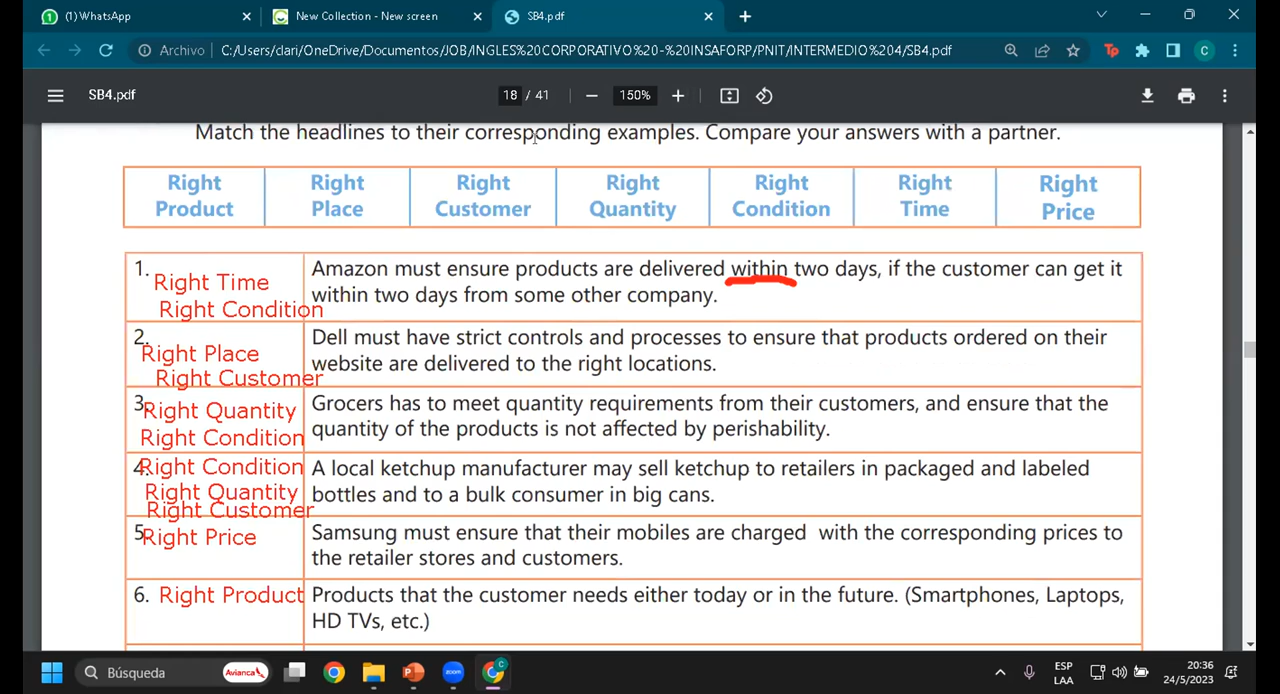 (1) WhatsApp
New Collection - New screen
SB4.pdf
Archivo
C:/Users/clari/OneDrive/Documentos/JOB/INGLES%20CORPORATIVO%20-%20INSAFORP/PNIT/INTERMEDIO%204/SB4.pdf
SB4.pdf
18 / 41
150%
Match the headlines to their corresponding examples. Compare your answers with a partner.
Right Product
Right Place
Right Customer
Right Quantity
Right Condition
Right Time
Right Price
1.
Right Time
Right Condition
Amazon must ensure products are delivered within two days, if the customer can get it
within two days from some other company.
2.
Right Place
Right Customer
Dell must have strict controls and processes to ensure that products ordered on their
website are delivered to the right locations.
3.
Right Quantity
Right Condition
Grocers has to meet quantity requirements from their customers, and ensure that the
quantity of the products is not affected by perishability.
4.
Right Condition
Right Quantity
Right Customer
A local ketchup manufacturer may sell ketchup to retailers in packaged and labeled
bottles and to a bulk consumer in big cans.
5.
Right Price
Samsung must ensure that their mobiles are charged with the corresponding prices to
the retailer stores and customers.
6.
Right Product
Products that the customer needs either today or in the future. (Smartphones, Laptops,
HD TVs, etc.)
Búsqueda
Avianca
zoom
ESP
LAA
20:36
24/5/2023